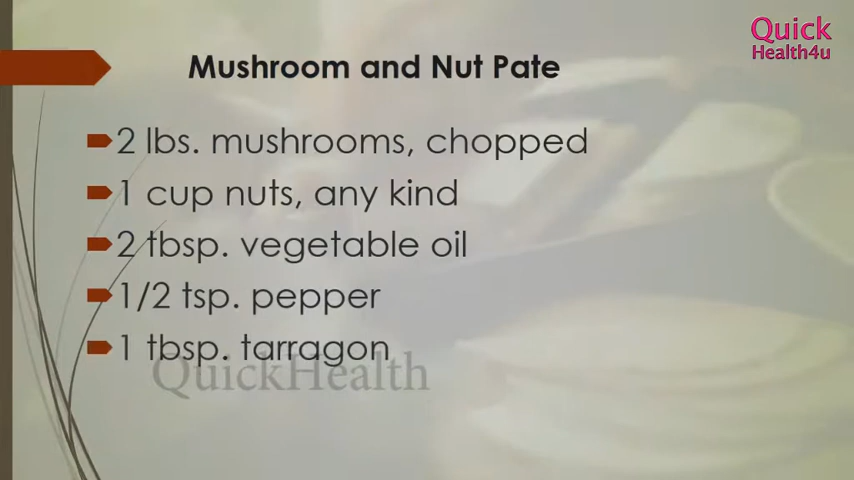 Quick
Health4u
Mushroom and Nut Pate
2 lbs. mushrooms, chopped
1 cup nuts, any kind
2 tbsp. vegetable oil
1/2 tsp. pepper
1 tbsp. tarragon
QuickHealth